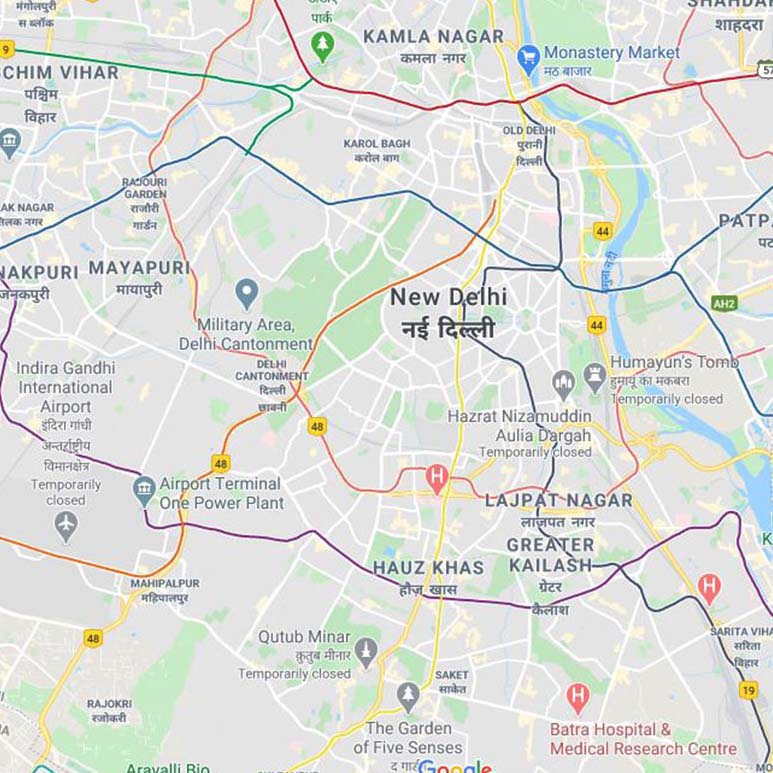 मंगोलपुरी
स ब्लॉक
पार्क
KAMLA NAGAR
कमला नगर
शाहदरा
9
SCHIM VIHAR
पश्चिम
विहार
Monastery Market
मठ बाजार
57
OLD DELHI
पुरानी
दिल्ली
KAROL BAGH
करोल बाग
RAJOURI
GARDEN
राजौरी
गार्डन
AK NAGAR
तिलक नगर
PATPA
44
यमुना नदी
NAKPURI
जनकपुरी
MAYAPURI
मायापुरी
New Delhi
नई दिल्ली
AH2
44
Military Area,
Delhi Cantonment
DELHI
CANTONMENT
दिल्ली
छावनी
Indira Gandhi
International
Airport
इंदिरा गांधी
अन्तर्राष्ट्रीय
विमानक्षेत्र
Temporarily
closed
Humayun's Tomb
हुमायूं का मकबरा
Temporarily closed
Hazrat Nizamuddin
Aulia Dargah
Temporarily closed
48
48
Airport Terminal
One Power Plant
H
LAJPAT NAGAR
लाजपत नगर
GREATER
KAILASH
ग्रेटर
कैलाश
HAUZ KHAS
हौज़ खास
MAHIPALPUR
महिपालपुर
H
48
Qutub Minar
क़ुतुब मीनार
Temporarily closed
SARITA VIHA
सरिता
विहार
SAKET
साकेत
19
RAJOKRI
रजोकरी
The Garden
of Five Senses
H
Batra Hospital &
Medical Research Centre
Aravalli Bio
Google